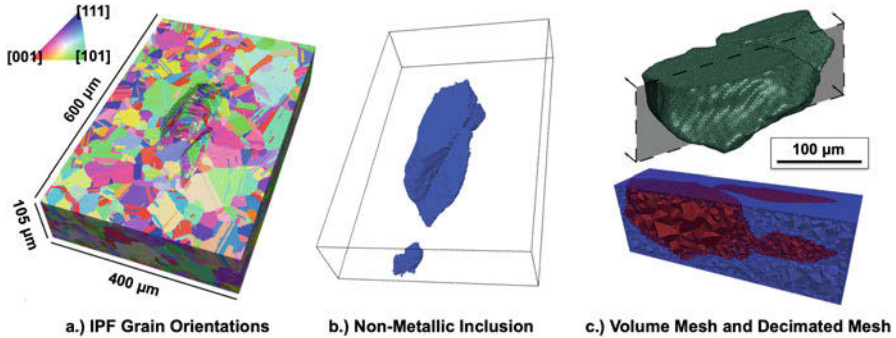 [111]
[001]
[101]
600 µm
105 µm
400 µm
100 µm
a.) IPF Grain Orientations
b.) Non-Metallic Inclusion
c.) Volume Mesh and Decimated Mesh